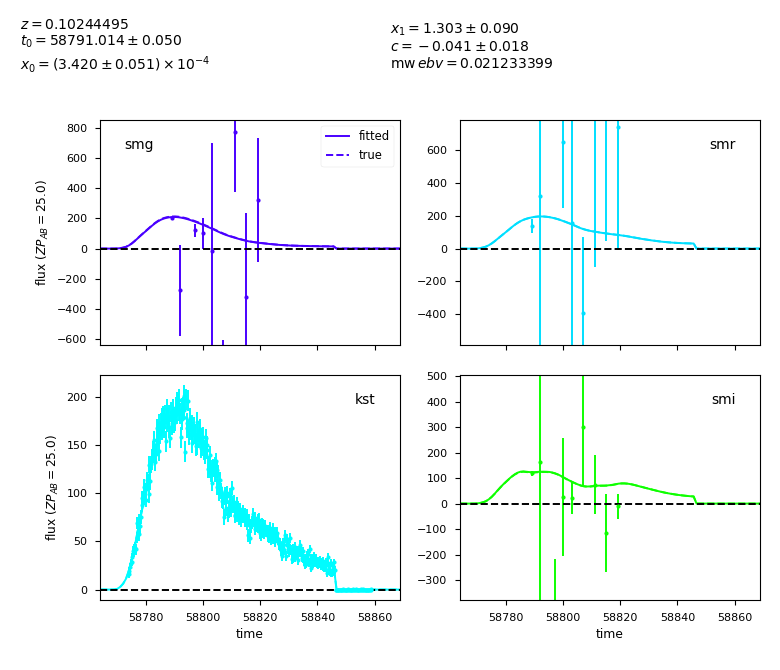 z = 0.10244495
t0 = 58791.014 ± 0.050
x0 = (3.420 ± 0.051) × 10^-4
x1 = 1.303 ± 0.090
c = −0.041 ± 0.018
mw ebv = 0.021233399
smg
fitted
true
800
600
400
200
0
−200
−400
−600
flux (ZP_AB = 25.0)
smr
600
400
200
0
−200
−400
kst
200
150
100
50
0
flux (ZP_AB = 25.0)
58780 58800 58820 58840 58860
time
smi
500
400
300
200
100
0
−100
−200
−300
58780 58800 58820 58840 58860
time